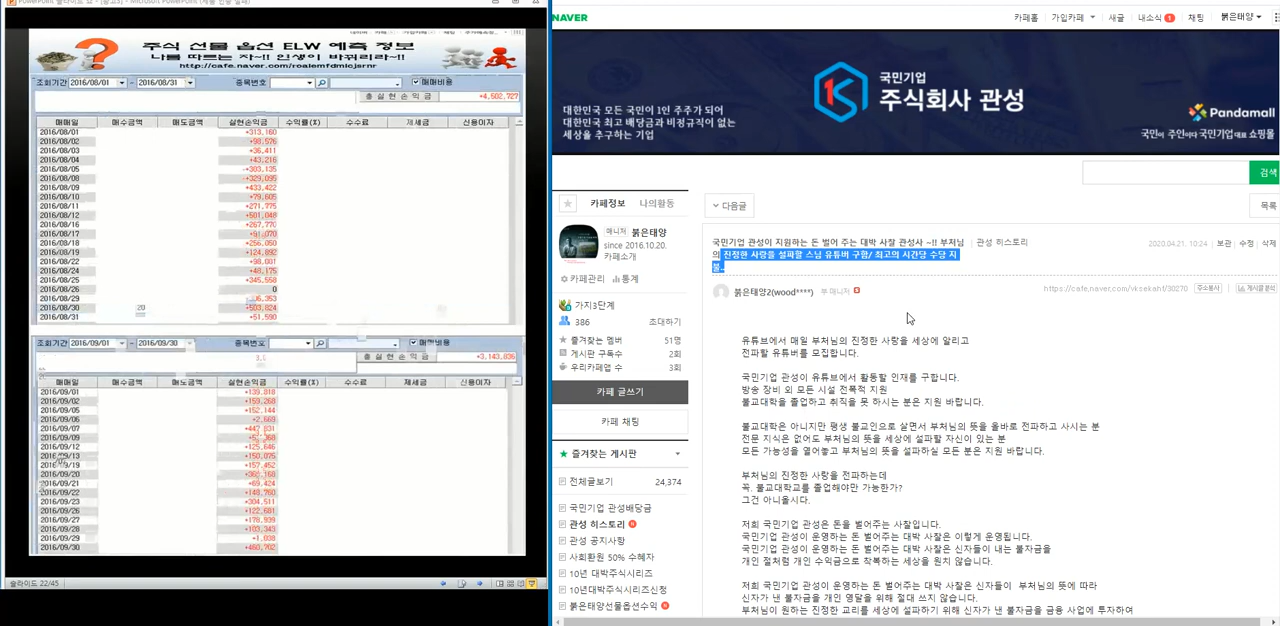 PowerPoint 슬라이드 쇼 - [광고3] - Microsoft PowerPoint (제품 인증 실패)
주식 선물 옵션 ELW 예측 정보
나를 따르는 자~!! 인생이 바뀌리라~!!
조회기간 2016/08/01 ~ 2016/08/31 종목번호 매매비용
총 실현손익금 +4,502,727
매매일 매수금액 매도금액 실현손익금 수익률(%) 수수료 제세금 신용이자
2016/08/01 +313,160
2016/08/02 +98,576
2016/08/03 +36,411
2016/08/04 +43,216
2016/08/05 -303,135
2016/08/08 -329,095
2016/08/09 +433,422
2016/08/10 +79,605
2016/08/11 +271,775
2016/08/12 +501,048
2016/08/16 +267,770
2016/08/17 +91,070
2016/08/18 +256,050
2016/08/19 +124,892
2016/08/22 +98,001
2016/08/24 +48,175
2016/08/25 +345,558
2016/08/26 0
2016/08/29
2016/08/30 20 +503,824
2016/08/31 +51,590
조회기간 2016/09/01 ~ 2016/09/30 종목번호 매매비용
총 실현손익금 +3,143,836
매매일 매수금액 매도금액 실현손익금 수익률(%) 수수료 제세금 신용이자
2016/09/01 +139,818
2016/09/02 +159,268
2016/09/05 +152,144
2016/09/06 +2,669
2016/09/07 +447,831
2016/09/09
2016/09/12 +125,646
2016/09/13 +150,075
2016/09/19 +157,452
2016/09/20 +360,168
2016/09/21 +69,424
2016/09/22 +148,760
2016/09/23 +304,511
2016/09/26 +122,681
2016/09/27 +178,939
2016/09/28 +103,343
2016/09/29 +1,038
2016/09/30 +460,702
슬라이드 22/45
NAVER
카페홈 가입카페 새글 내소식 1 채팅 붉은태양
국민기업
주식회사 관성
대한민국 모든 국민이 1인 주주가 되어
대한민국 최고 배당금과 비정규직이 없는
세상을 추구하는 기업
Pandamall
국민이 주인이다 국민기업 대표 쇼핑몰
검색
카페정보 나의활동
매니저 붉은태양
since 2016.10.20.
카페소개
카페관리 통계
가지3단계
386 초대하기
즐겨찾는 멤버 51명
게시판 구독수 2회
우리카페앱 수 3회
카페 글쓰기
카페 채팅
즐겨찾는 게시판
전체글보기 24,374
국민기업 관성배당금
관성 히스토리
관성 공지사항
사회환원 50% 수혜자
10년 대박주식시리즈
10년대박주식시리즈신청
붉은태양선물옵션수익
다음글
목록
국민기업 관성이 지원하는 돈 벌어 주는 대박 사찰 관성사 ~!! 부처님 | 관성 히스토리
의 진정한 사랑을 설파할 스님 유튜버 구함/ 최고의 시간당 수당 지
불.
2020.04.21. 10:24 보관 수정 삭제
붉은태양2(wood****) 부매니저
https://cafe.naver.com/vksekaht/30270 주소복사 게시글 분석
유튜브에서 매일 부처님의 진정한 사랑을 세상에 알리고
전파할 유튜버를 모집합니다.
국민기업 관성이 유튜브에서 활동할 인재를 구합니다.
방송 장비 외 모든 시설 전폭적 지원
불교대학을 졸업하고 취직을 못 하시는 분은 지원 바랍니다.
불교대학은 아니지만 평생 불교인으로 살면서 부처님의 뜻을 올바로 전파하고 사시는 분
전문 지식은 없어도 부처님의 뜻을 세상에 설파할 자신이 있는 분
모든 가능성을 열어놓고 부처님의 뜻을 설파하실 모든 분은 지원 바랍니다.
부처님의 진정한 사랑을 전파하는데
꼭, 불교대학교를 졸업해야만 가능한가?
그건 아니올시다.
저희 국민기업 관성은 돈을 벌어주는 사찰입니다.
국민기업 관성이 운영하는 돈 벌어주는 대박 사찰은 이렇게 운영됩니다.
국민기업 관성이 운영하는 돈 벌어주는 대박 사찰은 신자들이 내는 불자금을
개인 절처럼 개인 수익금으로 착복하는 세상을 원치 않습니다.
저희 국민기업 관성이 운영하는 돈 벌어주는 대박 사찰은 신자들이 부처님의 뜻에 따라
신자가 낸 불자금을 개인 영달을 위해 절대 쓰지 않습니다.
부처님이 원하는 진정한 교리를 세상에 설파하기 위해 신자가 낸 불자금을 금융 사업에 투자하여